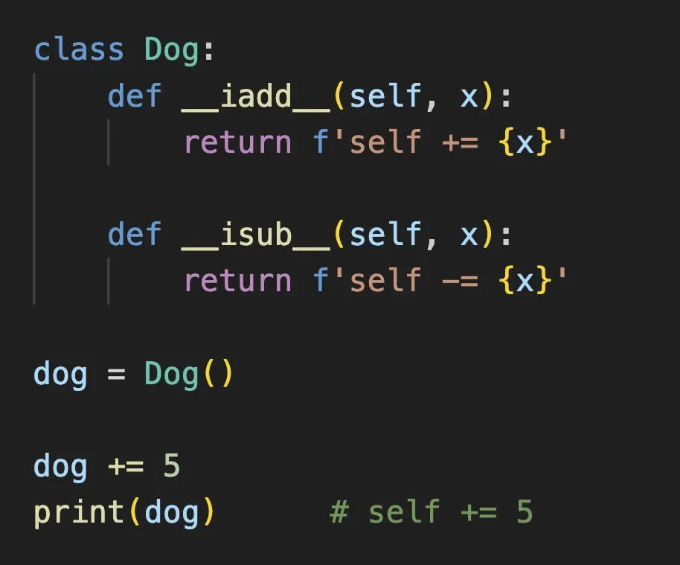 class Dog:
    def __iadd__(self, x):
        return f'self += {x}'

    def __isub__(self, x):
        return f'self -= {x}'

dog = Dog()

dog += 5
print(dog)      # self += 5